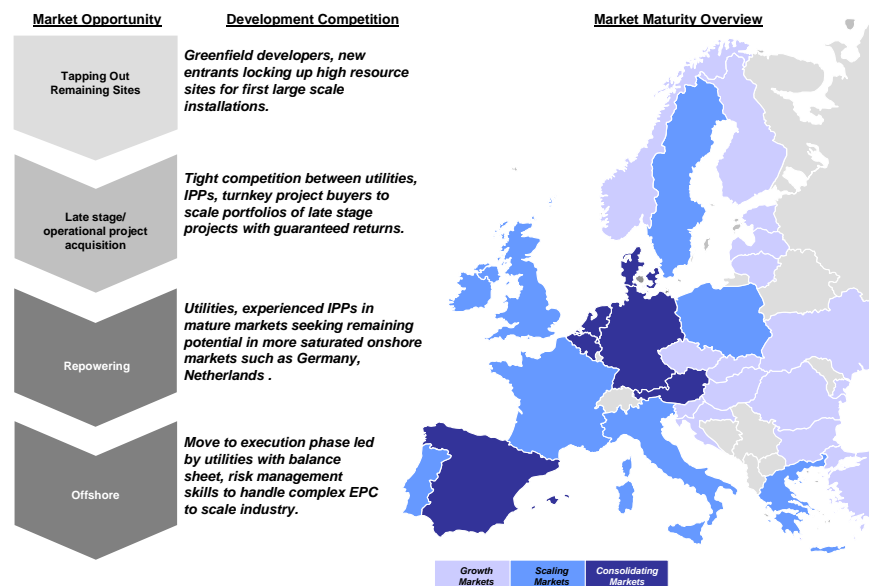 Market Opportunity
Development Competition
Market Maturity Overview
Tapping Out
Remaining Sites
Greenfield developers, new
entrants locking up high resource
sites for first large scale
installations.
Late stage/
operational project
acquisition
Tight competition between utilities,
IPPs, turnkey project buyers to
scale portfolios of late stage
projects with guaranteed returns.
Repowering
Utilities, experienced IPPs in
mature markets seeking remaining
potential in more saturated onshore
markets such as Germany,
Netherlands .
Offshore
Move to execution phase led
by utilities with balance
sheet, risk management
skills to handle complex EPC
to scale industry.
Growth
Markets
Scaling
Markets
Consolidating
Markets